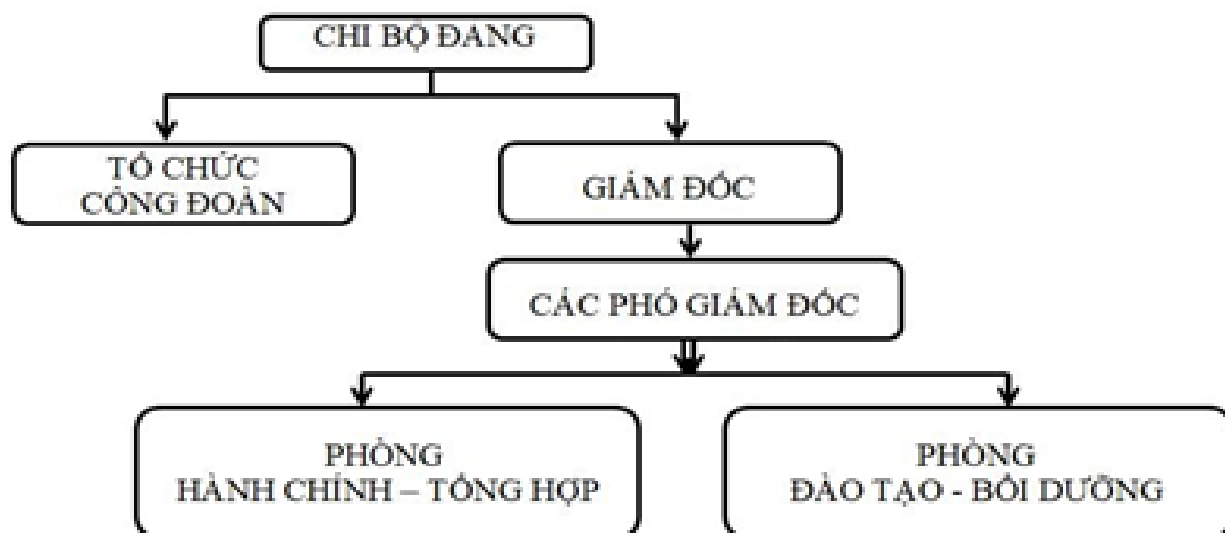 CHI BỘ ĐẢNG
TỔ CHỨC
CÔNG ĐOÀN
GIÁM ĐỐC
CÁC PHÓ GIÁM ĐỐC
PHÒNG
HÀNH CHÍNH – TỔNG HỢP
PHÒNG
ĐÀO TẠO - BỒI DƯỠNG